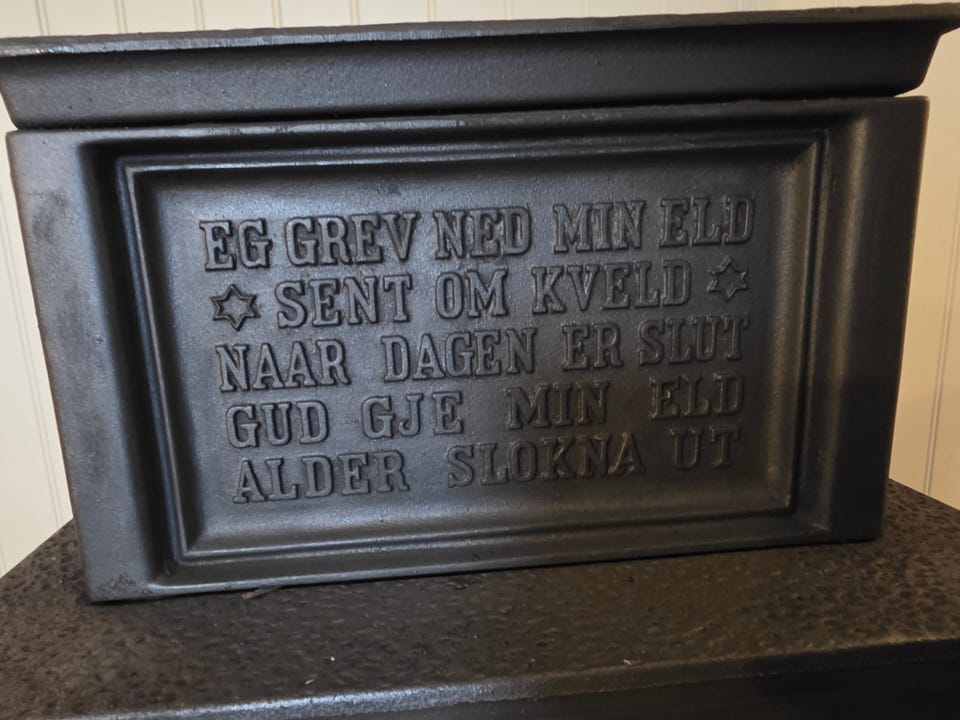 EG GREV NED MIN ELD
✡ SENT OM KVELD ✡
NAAR DAGEN ER SLUT
GUD GJE MIN ELD
ALDER SLOKNA UT